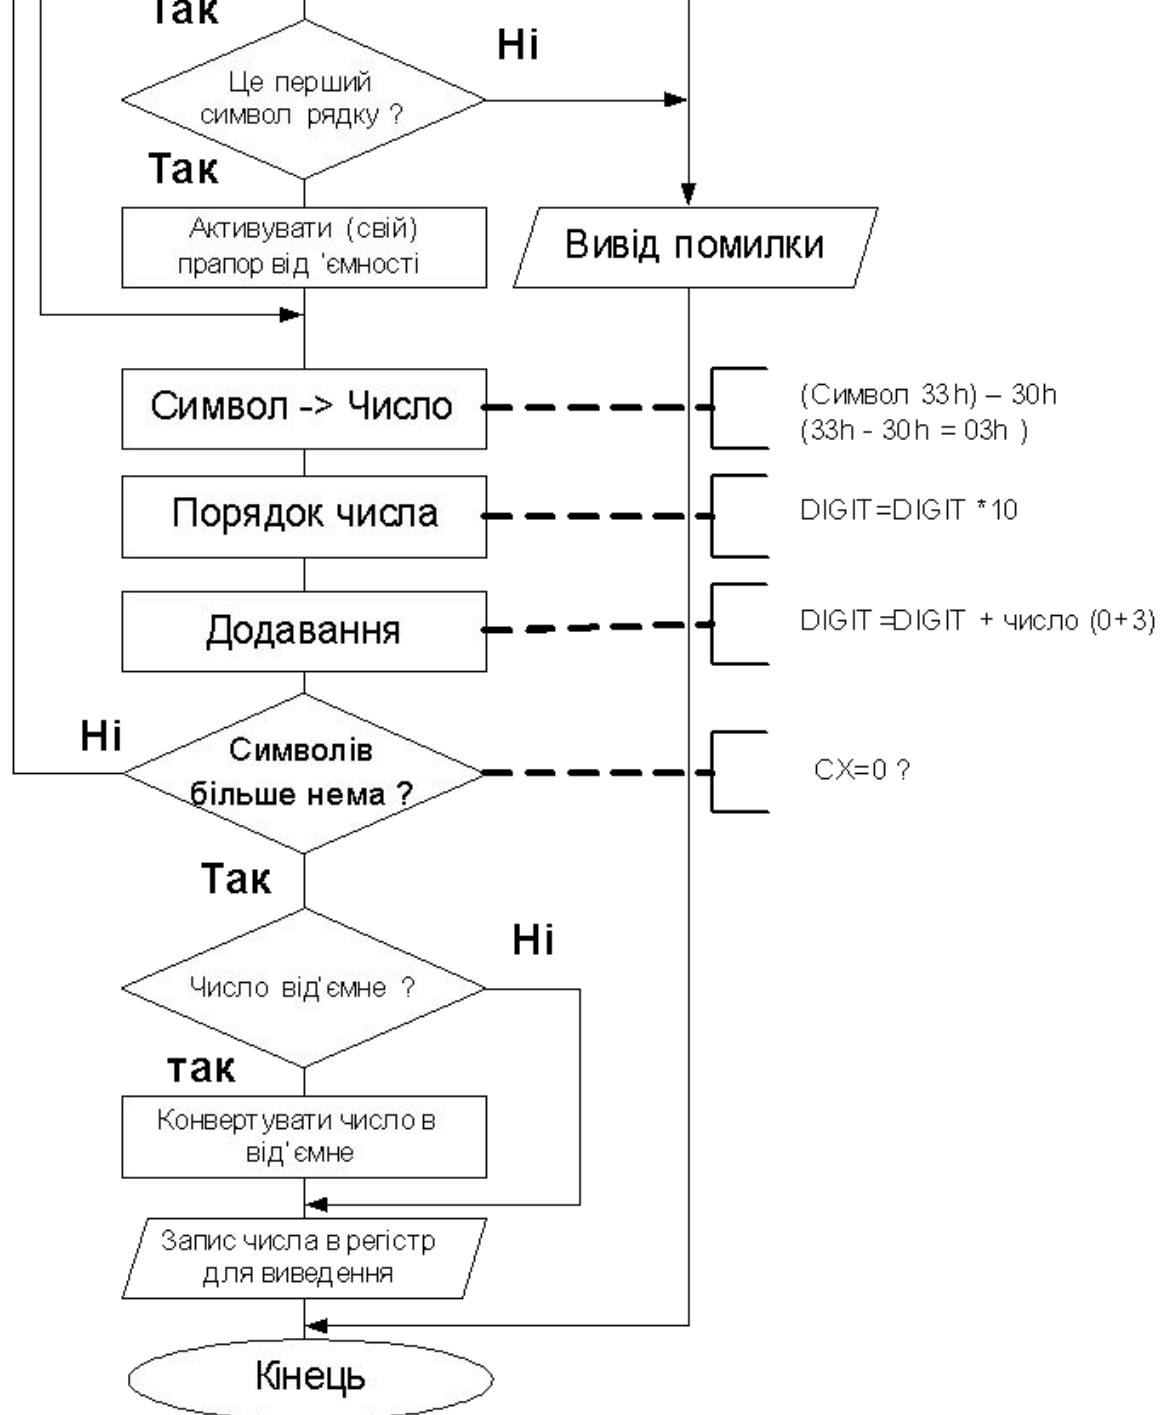 Так
Ні
Це перший
символ рядку ?
Так
Активувати (свій)
прапор від 'ємності
Вивід помилки
Символ -> Число
(Символ 33h) – 30h
(33h - 30h = 03h )
Порядок числа
DIGIT=DIGIT *10
Додавання
DIGIT=DIGIT + число (0+3)
Ні
Символів
більше нема ?
CX=0 ?
Так
Ні
Число від'ємне ?
так
Конвертувати число в
від'ємне
Запис числа в регістр
для виведення
Кінець